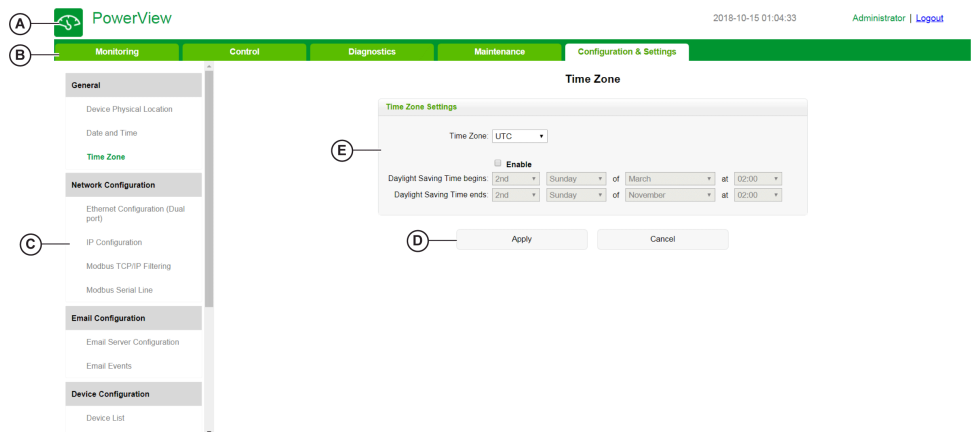 A
PowerView
2018-10-15 01:04:33
Administrator | Logout
B
Monitoring Control Diagnostics Maintenance Configuration & Settings
General
Device Physical Location
Date and Time
Time Zone
Network Configuration
Ethernet Configuration (Dual
port)
IP Configuration
Modbus TCP/IP Filtering
Modbus Serial Line
Email Configuration
Email Server Configuration
Email Events
Device Configuration
Device List
C
Time Zone
Time Zone Settings
E
Time Zone: UTC
Enable
Daylight Saving Time begins: 2nd Sunday of March at 02:00
Daylight Saving Time ends: 2nd Sunday of November at 02:00
D
Apply Cancel